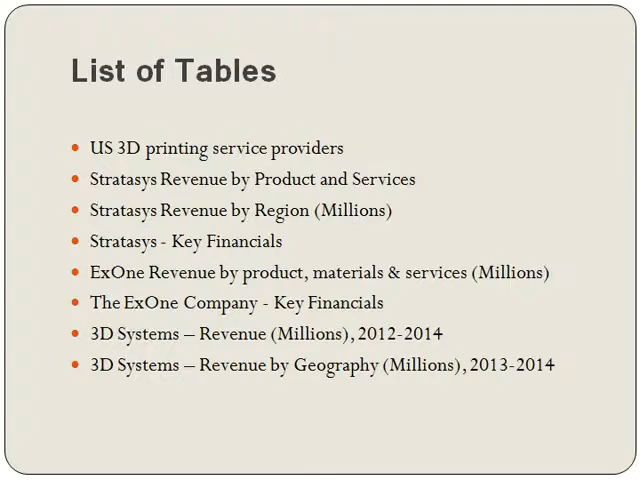 List of Tables
• US 3D printing service providers
• Stratasys Revenue by Product and Services
• Stratasys Revenue by Region (Millions)
• Stratasys - Key Financials
• ExOne Revenue by product, materials & services (Millions)
• The ExOne Company - Key Financials
• 3D Systems – Revenue (Millions), 2012-2014
• 3D Systems – Revenue by Geography (Millions), 2013-2014